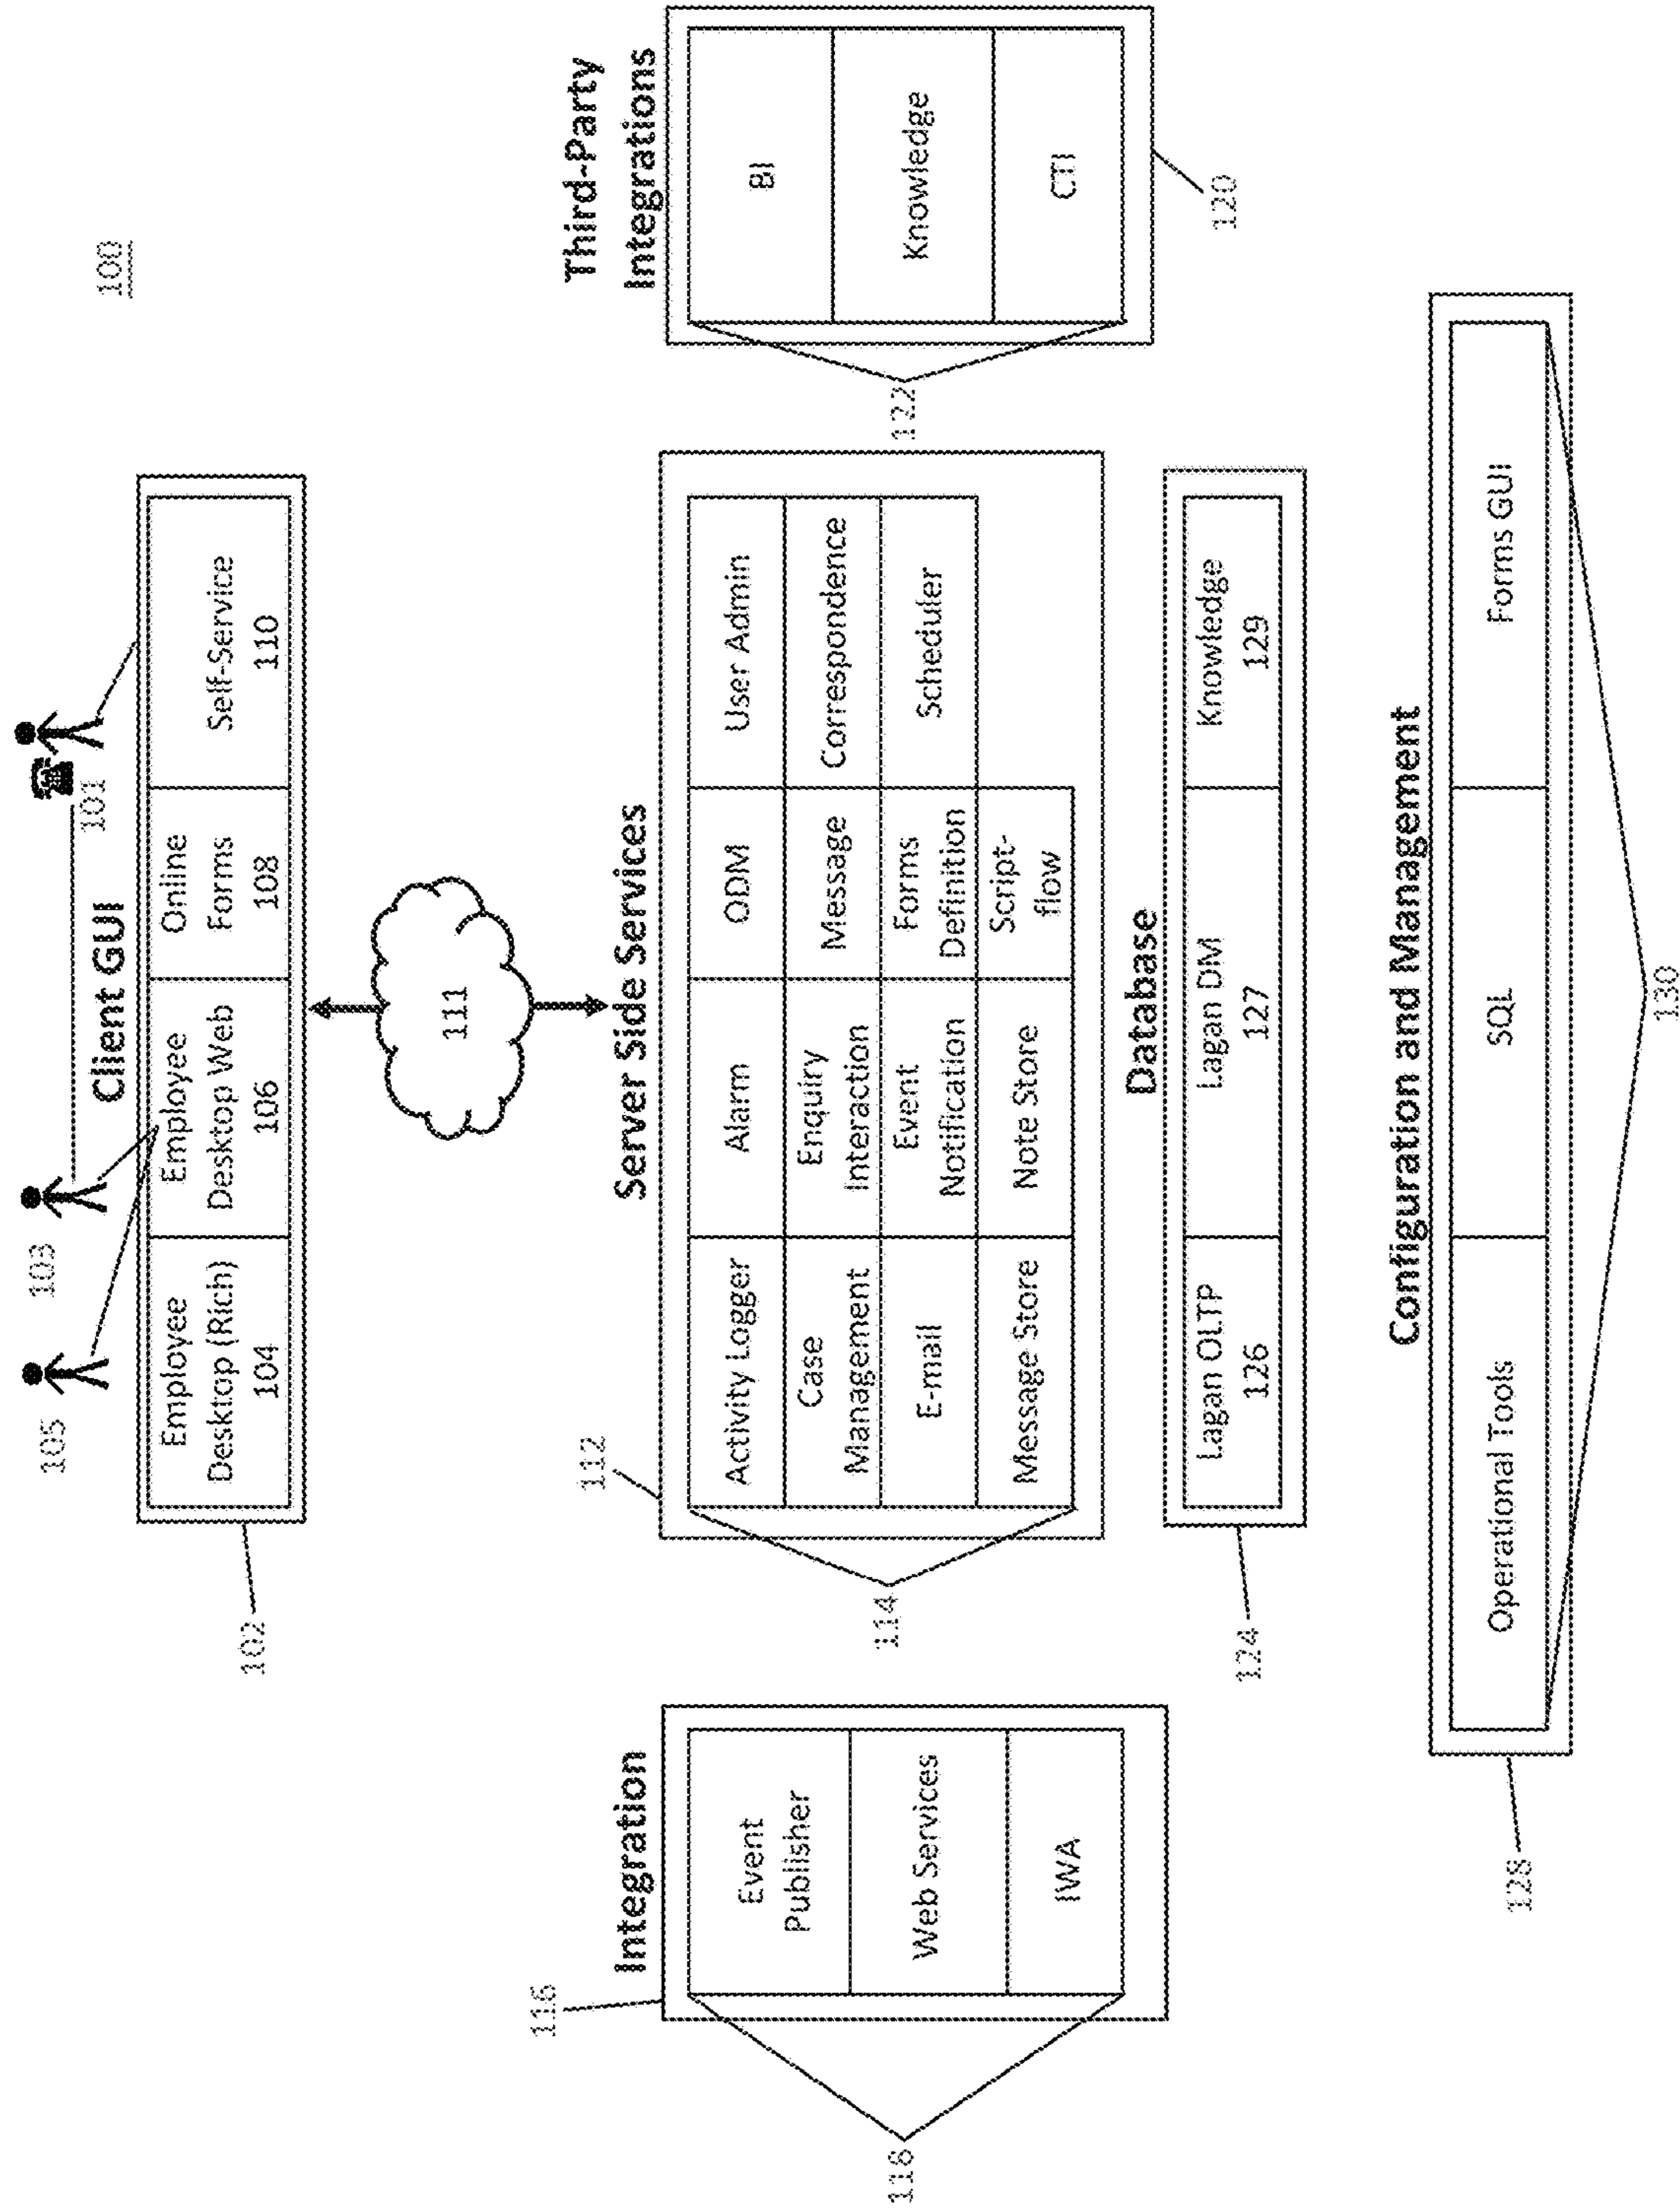 100
101
103
105
Client GUI
Employee
Desktop (Rich)
104
Employee
Desktop Web
106
Online
Forms
108
Self-Service
110
102
111
Integration
116
Event
Publisher
Web Services
IWA
118
Server Side Services
112
Activity Logger
Alarm
ODM
User Admin
Case
Management
Enquiry
Interaction
Message
Correspondence
E-mail
Event
Notification
Forms
Definition
Scheduler
Message Store
Note Store
Script-
flow
114
Third-Party
Integrations
BI
Knowledge
CTI
122
120
Database
Lagan OLTP
126
Lagan DM
127
Knowledge
129
124
Configuration and Management
Operational Tools
SQL
Forms GUI
128
130